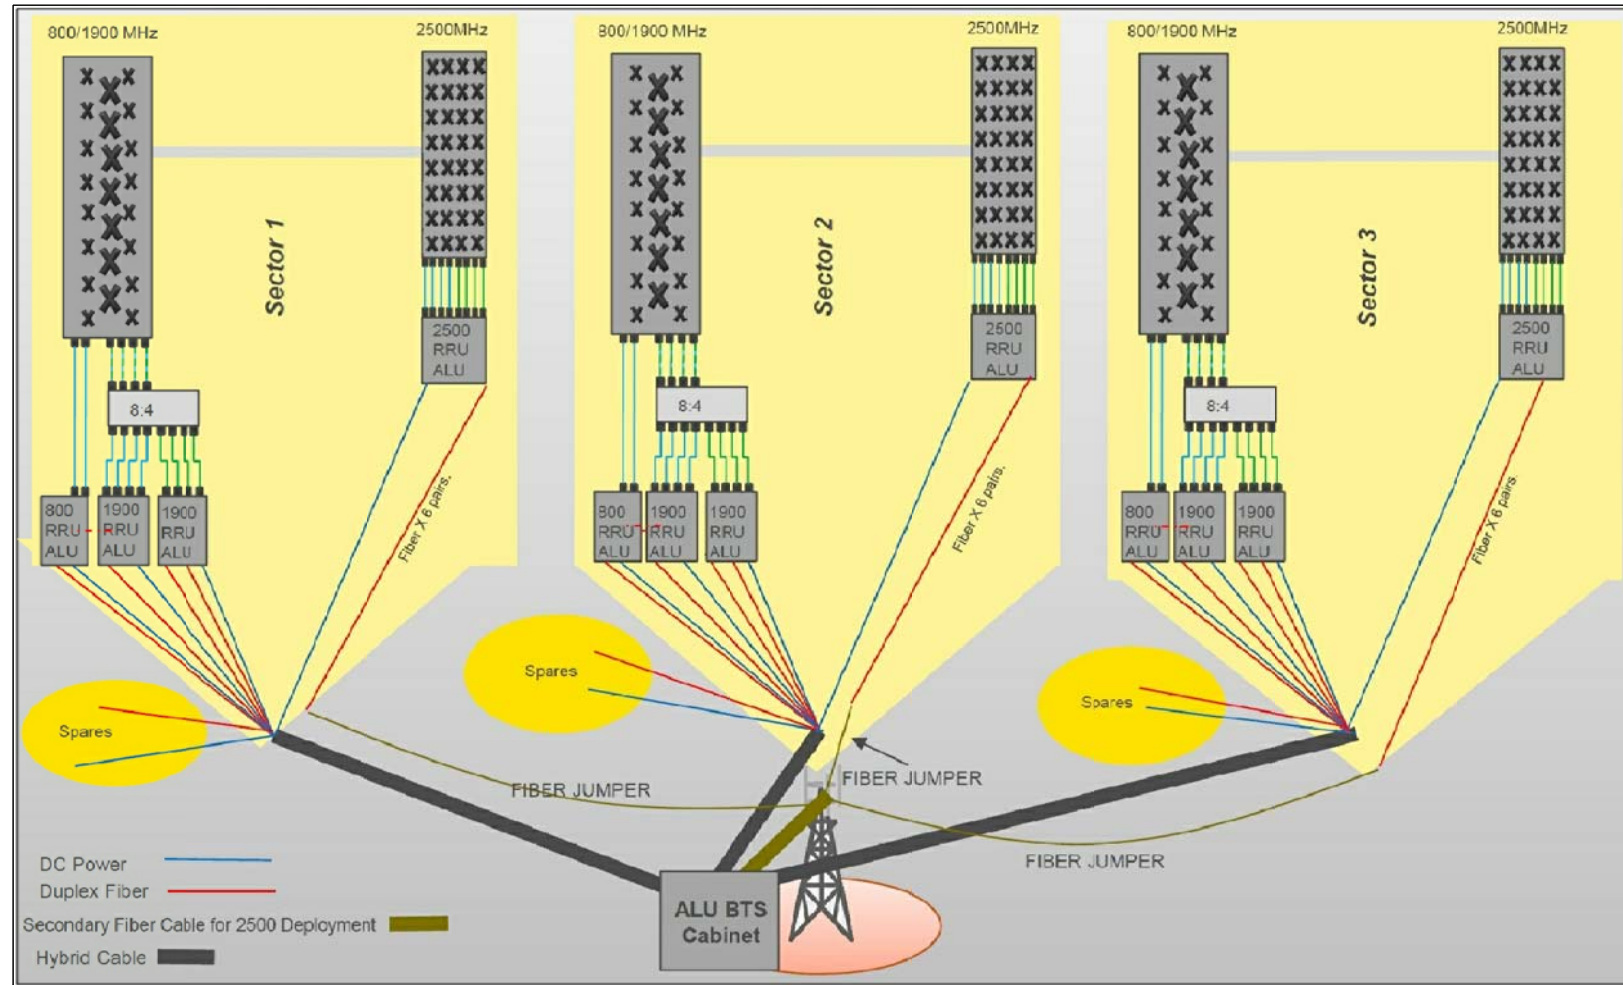 800/1900 MHz
2500MHz
800/1900 MHz
2500MHz
800/1900 MHz
2500MHz
Sector 1
Sector 2
Sector 3
2500
RRU
ALU
2500
RRU
ALU
2500
RRU
ALU
8:4
8:4
8:4
800
RRU
ALU
1900
RRU
ALU
1900
RRU
ALU
800
RRU
ALU
1900
RRU
ALU
1900
RRU
ALU
800
RRU
ALU
1900
RRU
ALU
1900
RRU
ALU
Fiber X 6 pairs.
Fiber X 6 pairs.
Fiber X 6 pairs.
Spares
Spares
Spares
FIBER JUMPER
FIBER JUMPER
FIBER JUMPER
DC Power
Duplex Fiber
Secondary Fiber Cable for 2500 Deployment
Hybrid Cable
ALU BTS
Cabinet